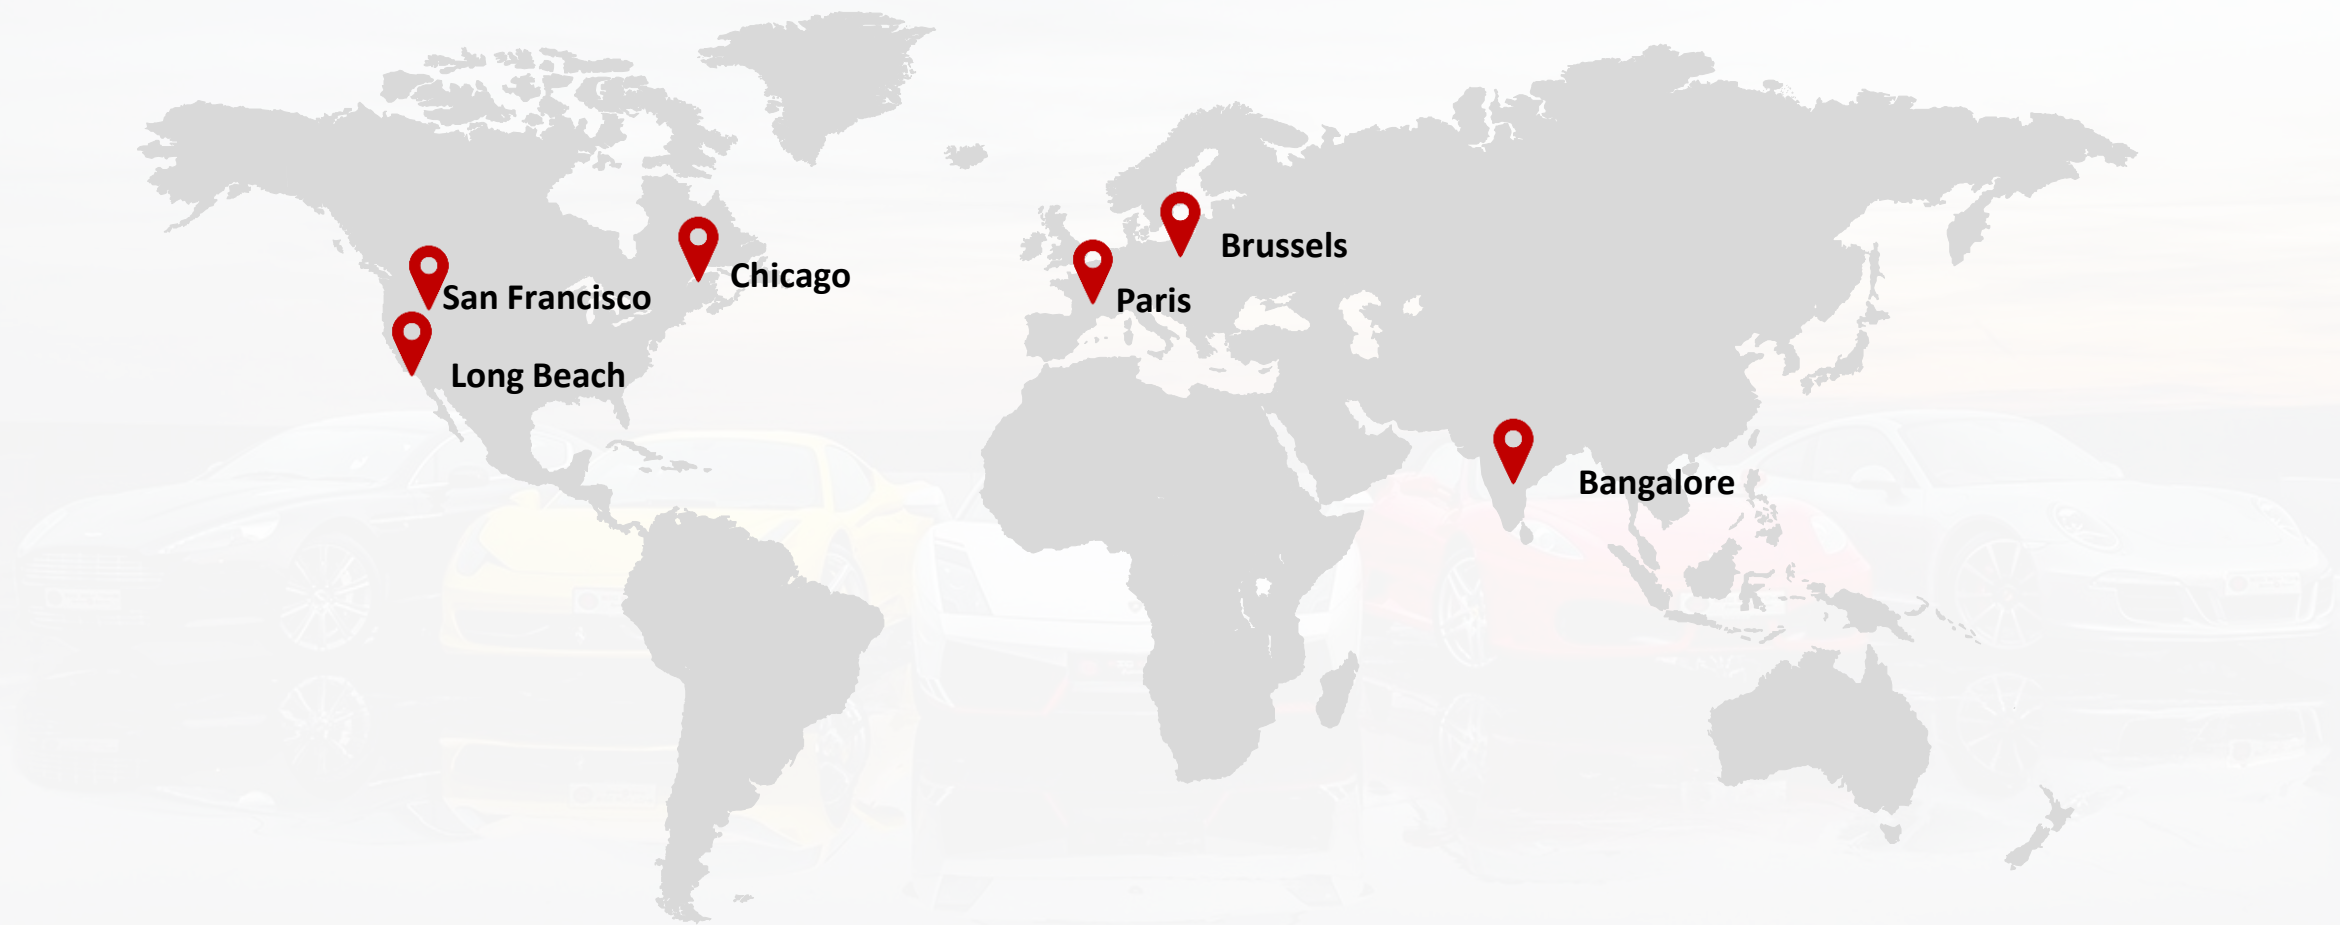 Brussels
Chicago
San Francisco
Paris
Long Beach
Bangalore